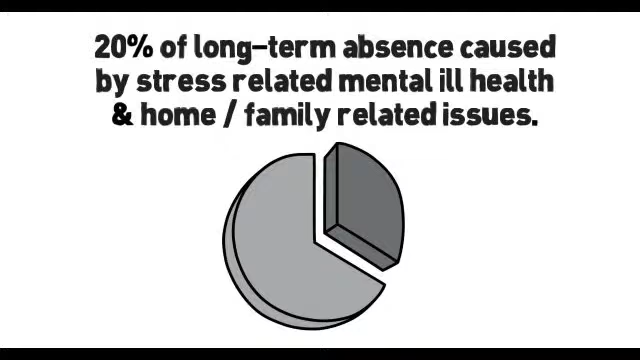 20% of long-term absence caused
by stress related mental ill health
& home / family related issues.